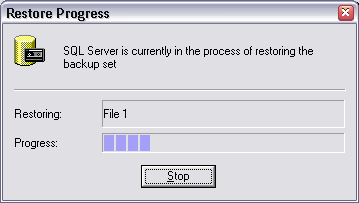 Restore Progress
SQL Server is currently in the process of restoring the
backup set
Restoring:
File 1
Progress:
Stop